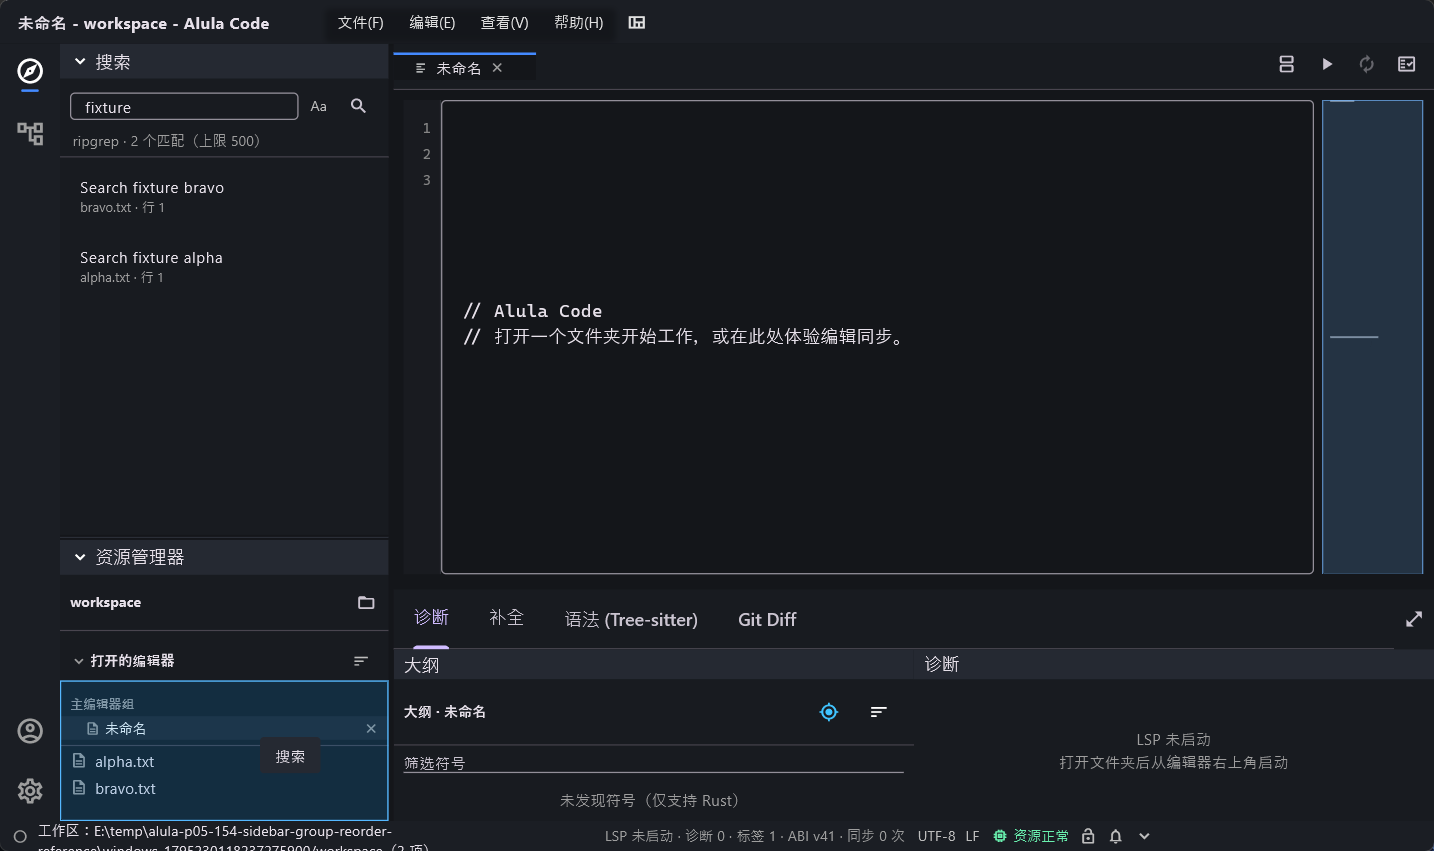 未命名 - workspace - Alula Code
文件(F) 编辑(E) 查看(V) 帮助(H)
搜索
fixture
Aa
ripgrep · 2 个匹配（上限 500）
Search fixture bravo
bravo.txt · 行 1
Search fixture alpha
alpha.txt · 行 1
资源管理器
workspace
打开的编辑器
主编辑器组
未命名
搜索
alpha.txt
bravo.txt
未命名
1
2
3
// Alula Code
// 打开一个文件夹开始工作，或在此处体验编辑同步。
诊断 补全 语法 (Tree-sitter) Git Diff
大纲
大纲 · 未命名
筛选符号
未发现符号（仅支持 Rust）
诊断
LSP 未启动
打开文件夹后从编辑器右上角启动
工作区：E:\temp\alula-p05-154-sidebar-group-reorder-
reference\windows-1795230118237275900/workspace（2 项）
LSP 未启动 · 诊断 0 · 标签 1 · ABI v41 · 同步 0 次 UTF-8 LF 资源正常